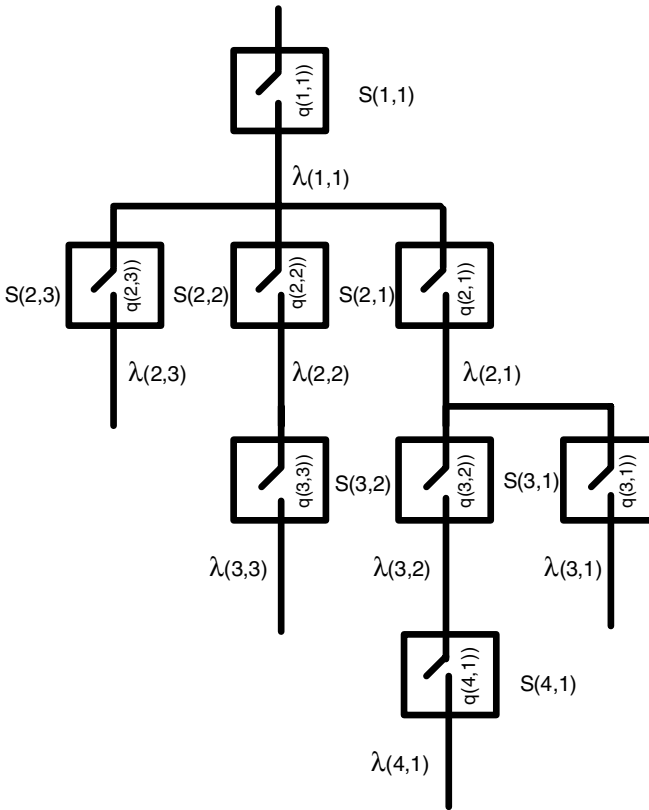 q(1,1))
S(1,1)
λ(1,1)
S(2,3)
q(2,3))
S(2,2)
q(2,2))
S(2,1)
q(2,1))
λ(2,3)
λ(2,2)
λ(2,1)
q(3,3))
S(3,2)
q(3,2))
S(3,1)
q(3,1))
λ(3,3)
λ(3,2)
λ(3,1)
q(4,1))
S(4,1)
λ(4,1)